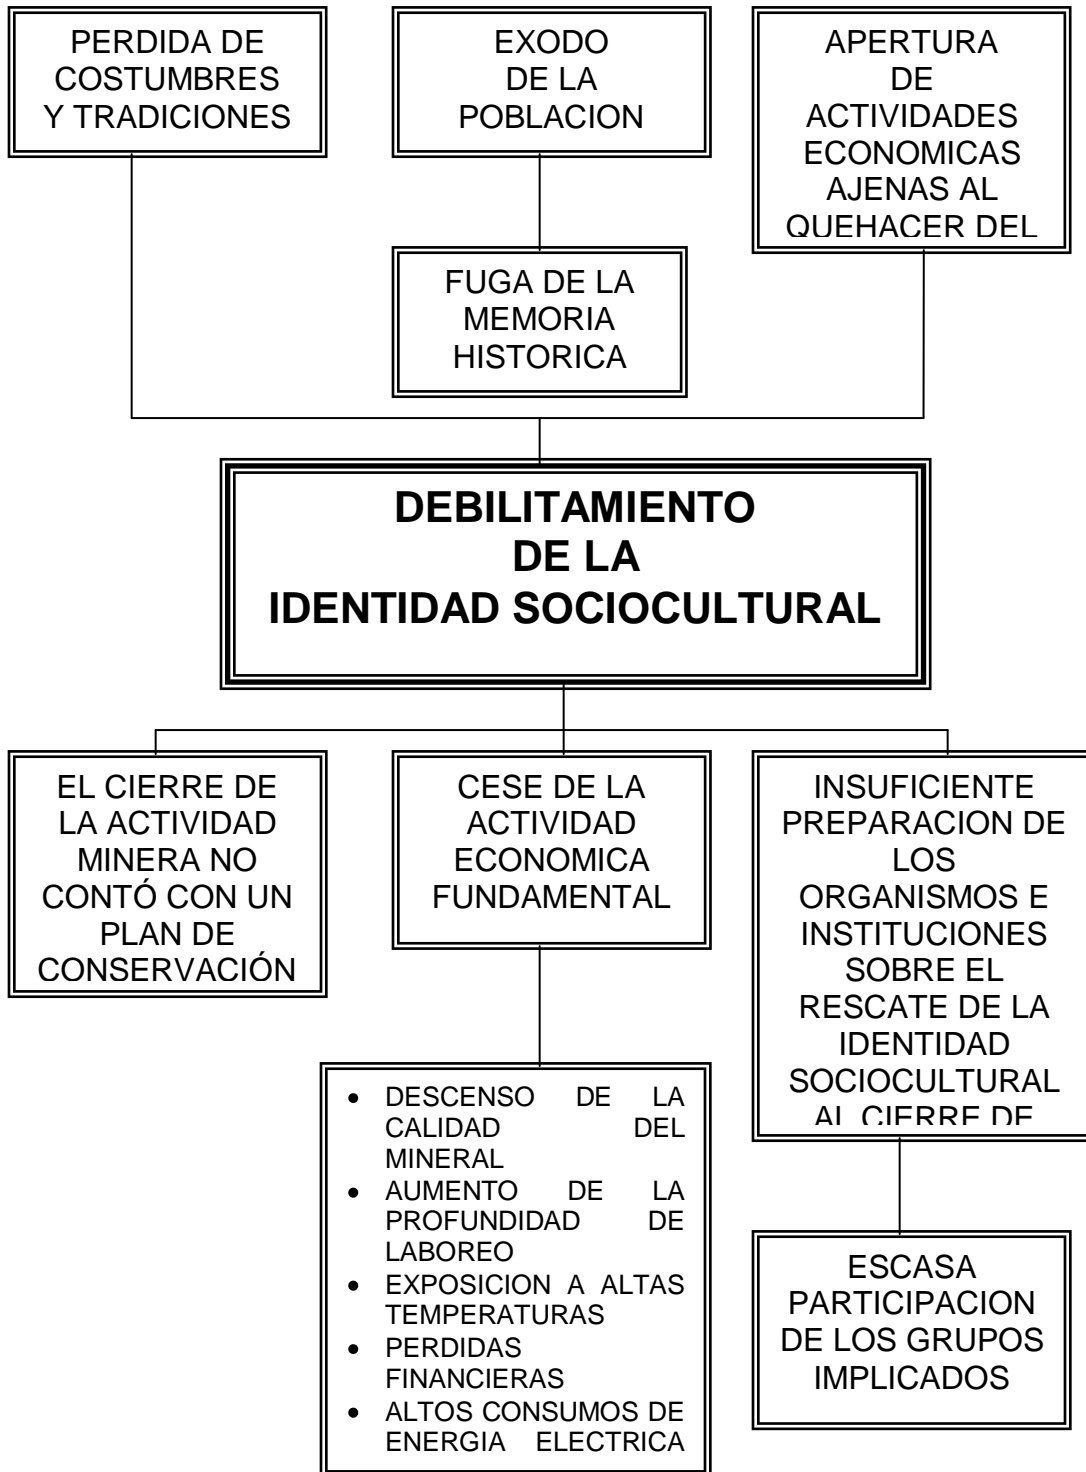 PERDIDA DE
COSTUMBRES
Y TRADICIONES
EXODO
DE LA
POBLACION
APERTURA
DE
ACTIVIDADES
ECONOMICAS
AJENAS AL
QUEHACER DEL
FUGA DE LA
MEMORIA
HISTORICA
DEBILITAMIENTO
DE LA
IDENTIDAD SOCIOCULTURAL
EL CIERRE DE
LA ACTIVIDAD
MINERA NO
CONTÓ CON UN
PLAN DE
CONSERVACIÓN
CESE DE LA
ACTIVIDAD
ECONOMICA
FUNDAMENTAL
INSUFICIENTE
PREPARACION DE
LOS
ORGANISMOS E
INSTITUCIONES
SOBRE EL
RESCATE DE LA
IDENTIDAD
SOCIOCULTURAL
AL CIERRE DE
• DESCENSO DE LA
CALIDAD DEL
MINERAL
• AUMENTO DE LA
PROFUNDIDAD DE
LABOREO
• EXPOSICION A ALTAS
TEMPERATURAS
• PERDIDAS
FINANCIERAS
• ALTOS CONSUMOS DE
ENERGIA ELECTRICA
ESCASA
PARTICIPACION
DE LOS GRUPOS
IMPLICADOS